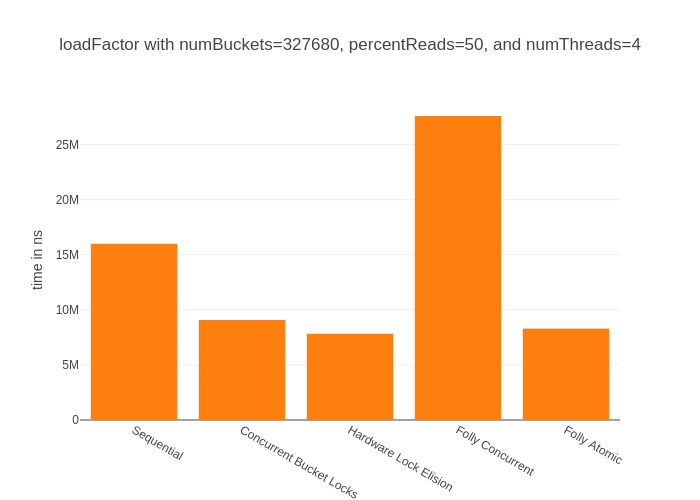 loadFactor with numBuckets=327680, percentReads=50, and numThreads=4
time in ns
25M
20M
15M
10M
5M
0
Sequential
Concurrent Bucket Locks
Hardware Lock Elision
Folly Concurrent
Folly Atomic